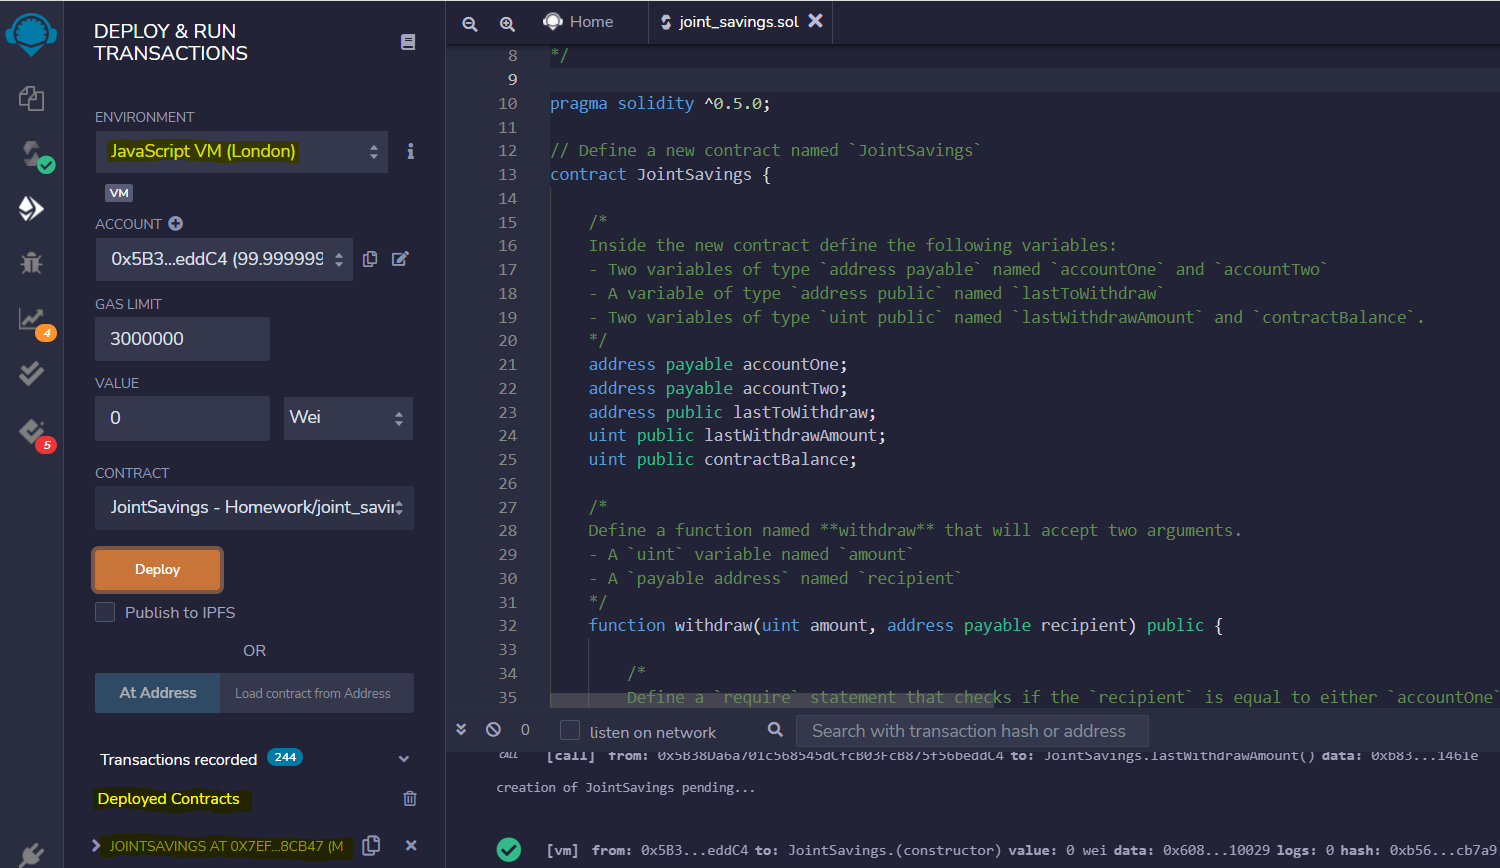 DEPLOY & RUN
TRANSACTIONS
ENVIRONMENT
JavaScript VM (London)
VM
ACCOUNT
0x5B3...eddC4 (99.999999
GAS LIMIT
3000000
VALUE
0
Wei
CONTRACT
JointSavings - Homework/joint_savin
Deploy
Publish to IPFS
OR
At Address
Load contract from Address
Transactions recorded 244
Deployed Contracts
JOINTSAVINGS AT 0X7EF...8CB47 (M
4
5
Home
joint_savings.sol
8 */
9
10 pragma solidity ^0.5.0;
11
12 // Define a new contract named `JointSavings`
13 contract JointSavings {
14
15 /*
16 Inside the new contract define the following variables:
17 - Two variables of type `address payable` named `accountOne` and `accountTwo`
18 - A variable of type `address public` named `lastToWithdraw`
19 - Two variables of type `uint public` named `lastWithdrawAmount` and `contractBalance`.
20 */
21 address payable accountOne;
22 address payable accountTwo;
23 address public lastToWithdraw;
24 uint public lastWithdrawAmount;
25 uint public contractBalance;
26
27 /*
28 Define a function named **withdraw** that will accept two arguments.
29 - A `uint` variable named `amount`
30 - A `payable address` named `recipient`
31 */
32 function withdraw(uint amount, address payable recipient) public {
33
34 /*
35 Define a `require` statement that checks if the `recipient` is equal to either `accountOne`
0
listen on network
Search with transaction hash or address
CALL [call] from: 0x5B38Da6a701c568545dCfcB03FcB875f56beddC4 to: JointSavings.lastWithdrawAmount() data: 0xb83...1461e
creation of JointSavings pending...
[vm] from: 0x5B3...eddC4 to: JointSavings.(constructor) value: 0 wei data: 0x608...10029 logs: 0 hash: 0xb56...cb7a9